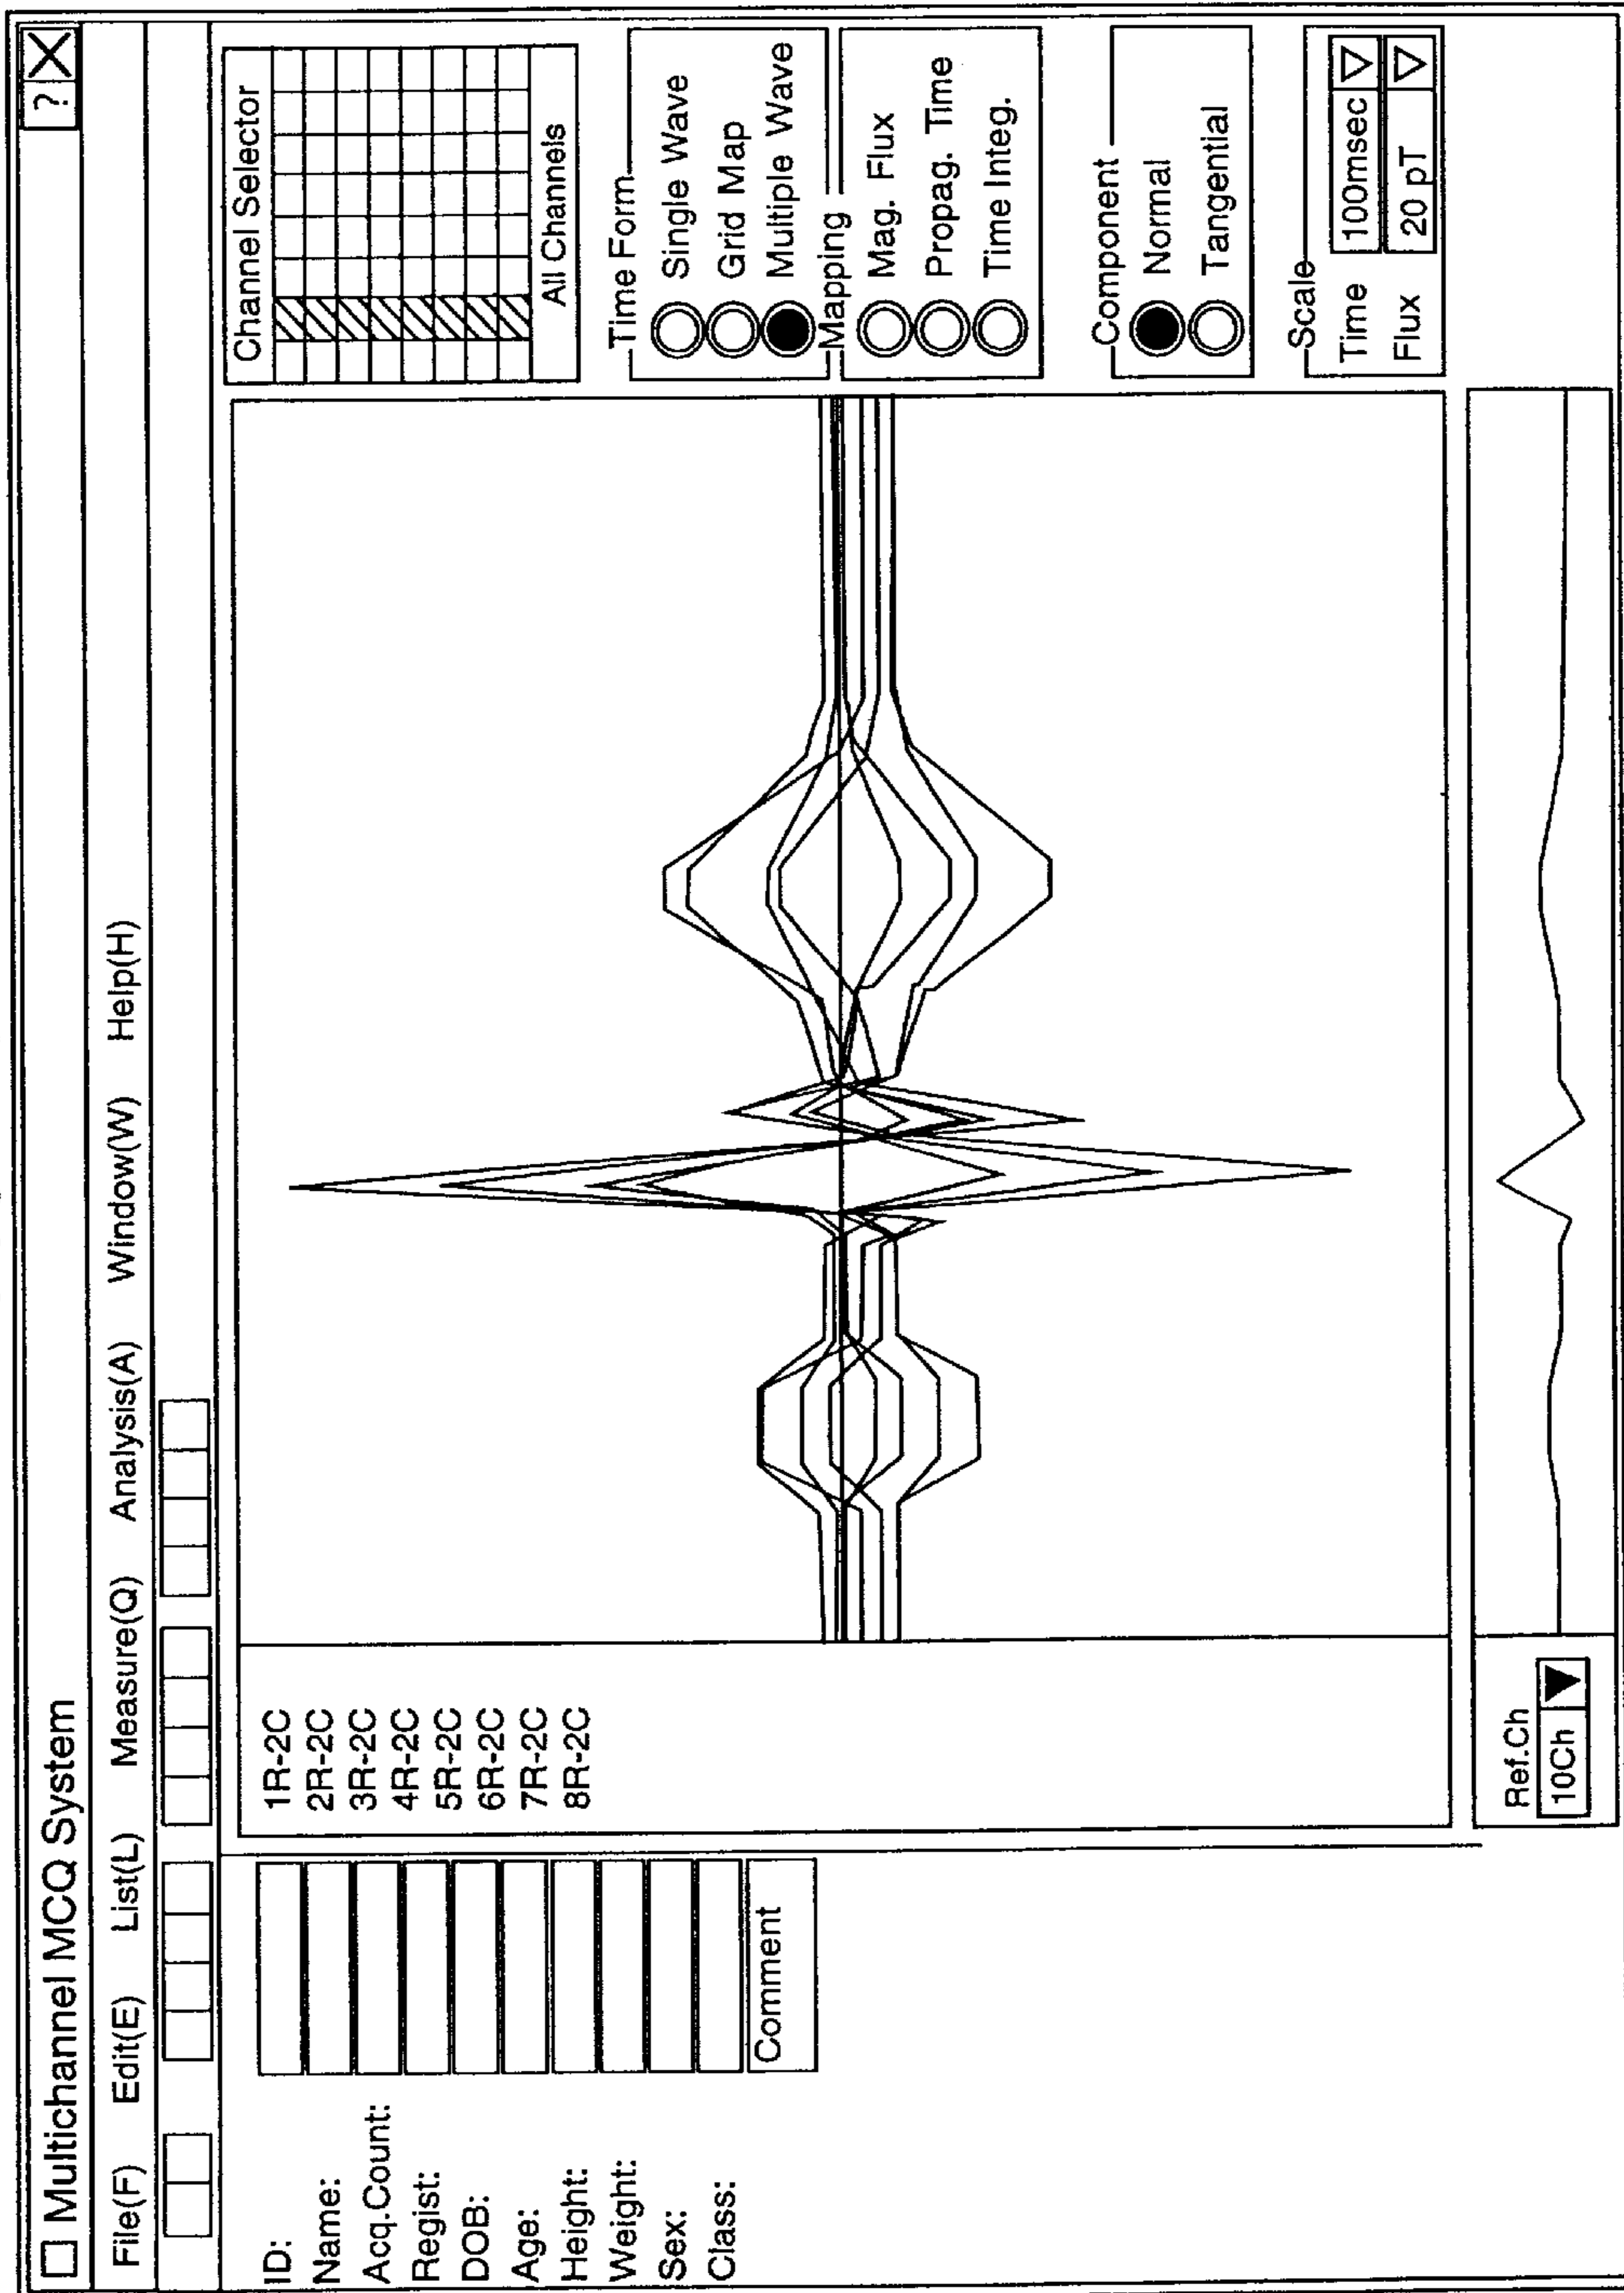 Multichannel MCQ System
? X
File(F) Edit(E) List(L) Measure(Q) Analysis(A) Window(W) Help(H)
ID:
Name:
Acq.Count:
Regist:
DOB:
Age:
Height:
Weight:
Sex:
Class:
Comment
1R-2C
2R-2C
3R-2C
4R-2C
5R-2C
6R-2C
7R-2C
8R-2C
Ref.Ch
10Ch
Channel Selector
All Channels
Time Form
Single Wave
Grid Map
Multiple Wave
Mapping
Mag. Flux
Propag. Time
Time Integ.
Component
Normal
Tangential
Scale
Time 100msec
Flux 20 pT